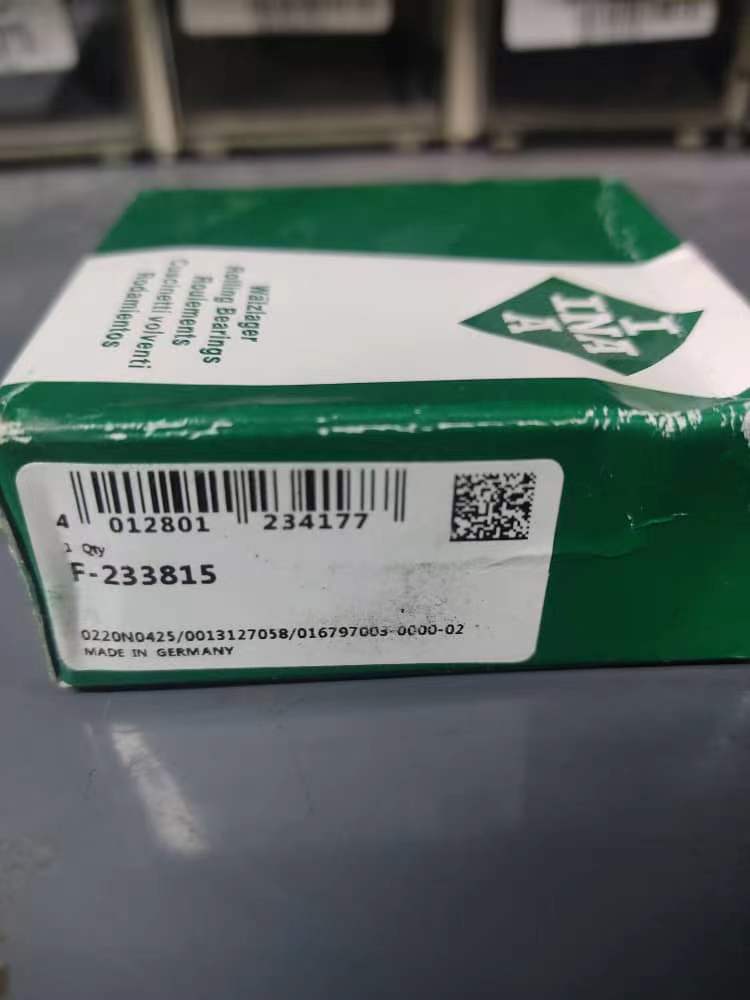 Wälzlager
Rolling Bearings
Roulements
Cuscinetti volventi
Rodamientos
I
INA
A
4 012801 234177
1 Qty
F-233815
0220N0425/0013127058/016797003-0000-02
MADE IN GERMANY